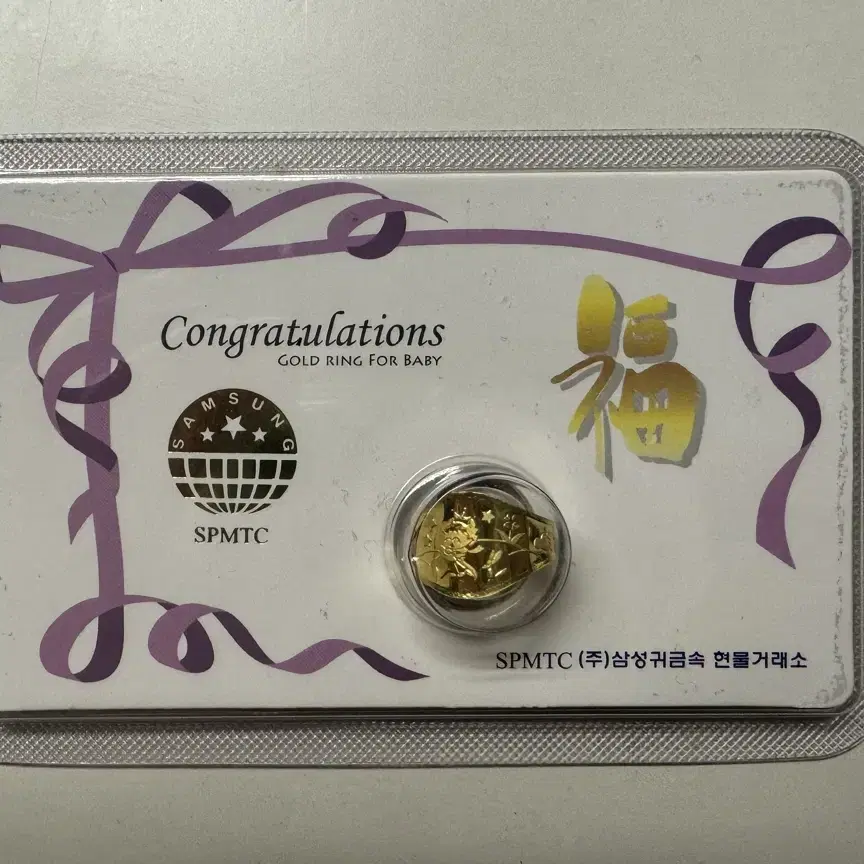 Congratulations
GOLD RING FOR BABY
福
SAMSUNG
SPMTC
SPMTC (주)삼성귀금속 현물거래소